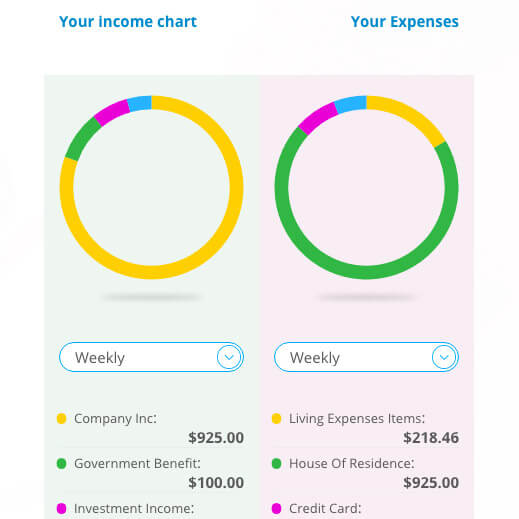 Your income chart
Your Expenses
Weekly
Weekly
Company Inc:
$925.00
Government Benefit:
$100.00
Investment Income:
Living Expenses Items:
$218.46
House Of Residence:
$925.00
Credit Card: